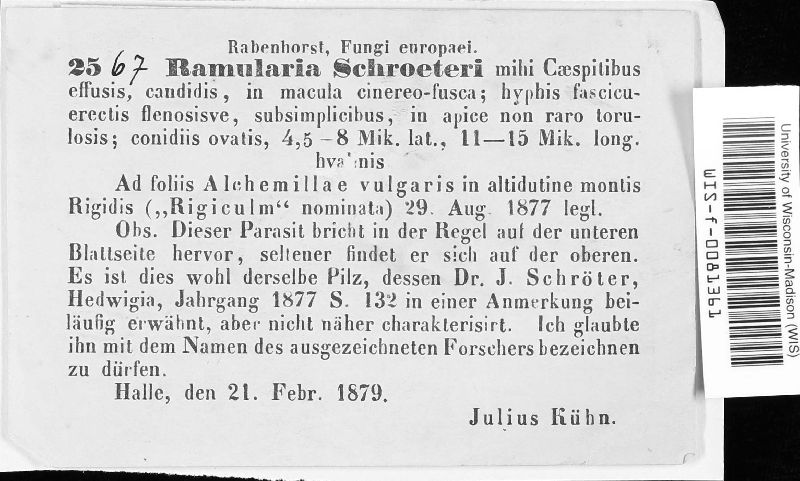 Rabenhorst, Fungi europaei.
2567 Ramularia Schroeteri mihi Cæspitibus
effusis, candidis, in macula cinereo-fusca; hyphis fascicu-
erectis flenosisve, subsimplicibus, in apice non raro toru-
losis; conidiis ovatis, 4,5–8 Mik. lat., 11—15 Mik. long.
Ad foliis Alchemillae vulgaris in altidutine montis
Rigidis („Rigiculm“ nominata) 29. Aug. 1877 legl.
Obs. Dieser Parasit bricht in der Regel auf der unteren
Blattseite hervor, seltener findet er sich auf der oberen.
Es ist dies wohl derselbe Pilz, dessen Dr. J. Schröter,
Hedwigia, Jahrgang 1877 S. 132 in einer Anmerkung bei-
läufig erwähnt, aber nicht näher charakterisirt. Ich glaubte
ihn mit dem Namen des ausgezeichneten Forschers bezeichnen
zu dürfen.
Halle, den 21. Febr. 1879.
Julius Kühn.
University of Wisconsin-Madison (WIS)
WIS-f-0081361